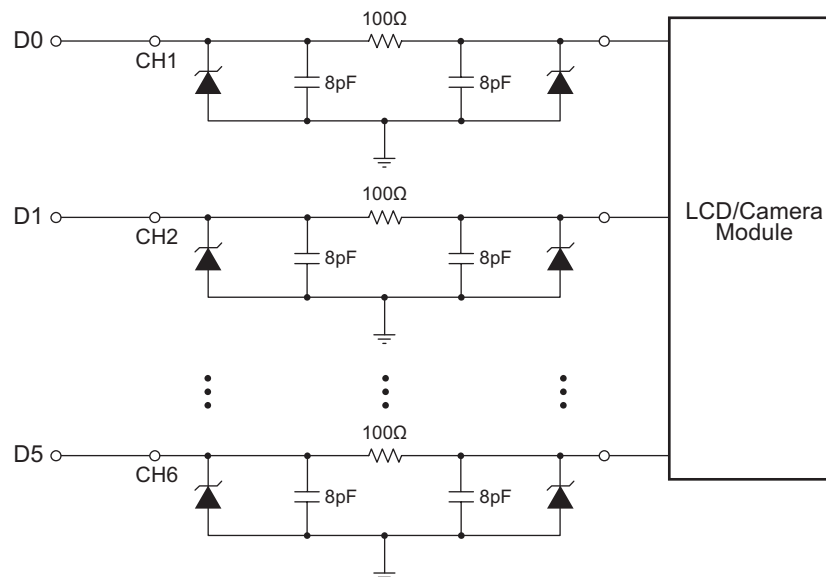 100Ω
D0
CH1
8pF
8pF
100Ω
D1
CH2
8pF
8pF
LCD/Camera
Module
100Ω
D5
CH6
8pF
8pF